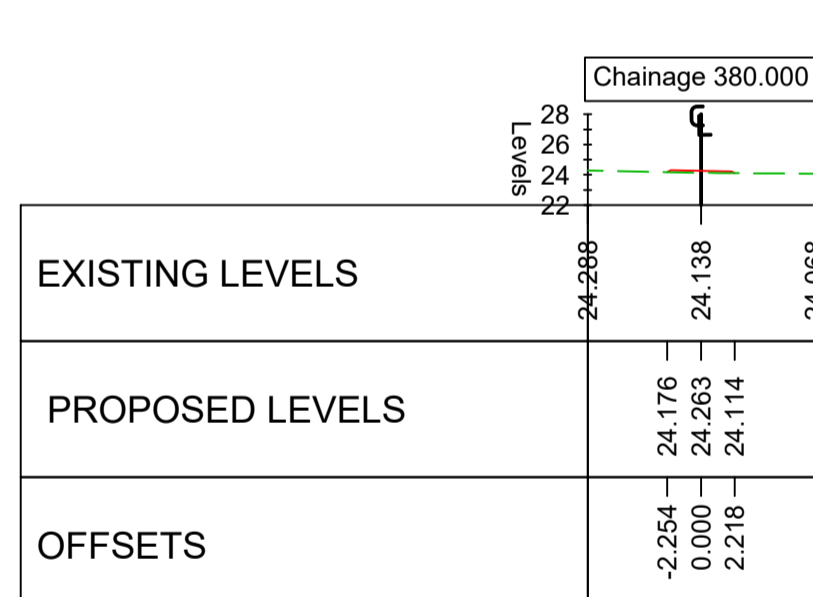 Chainage 380.000
CL
Levels
28
26
24
22
EXISTING LEVELS 24.288 24.138
PROPOSED LEVELS 24.176 24.263 24.114
OFFSETS -2.254 0.000 2.218